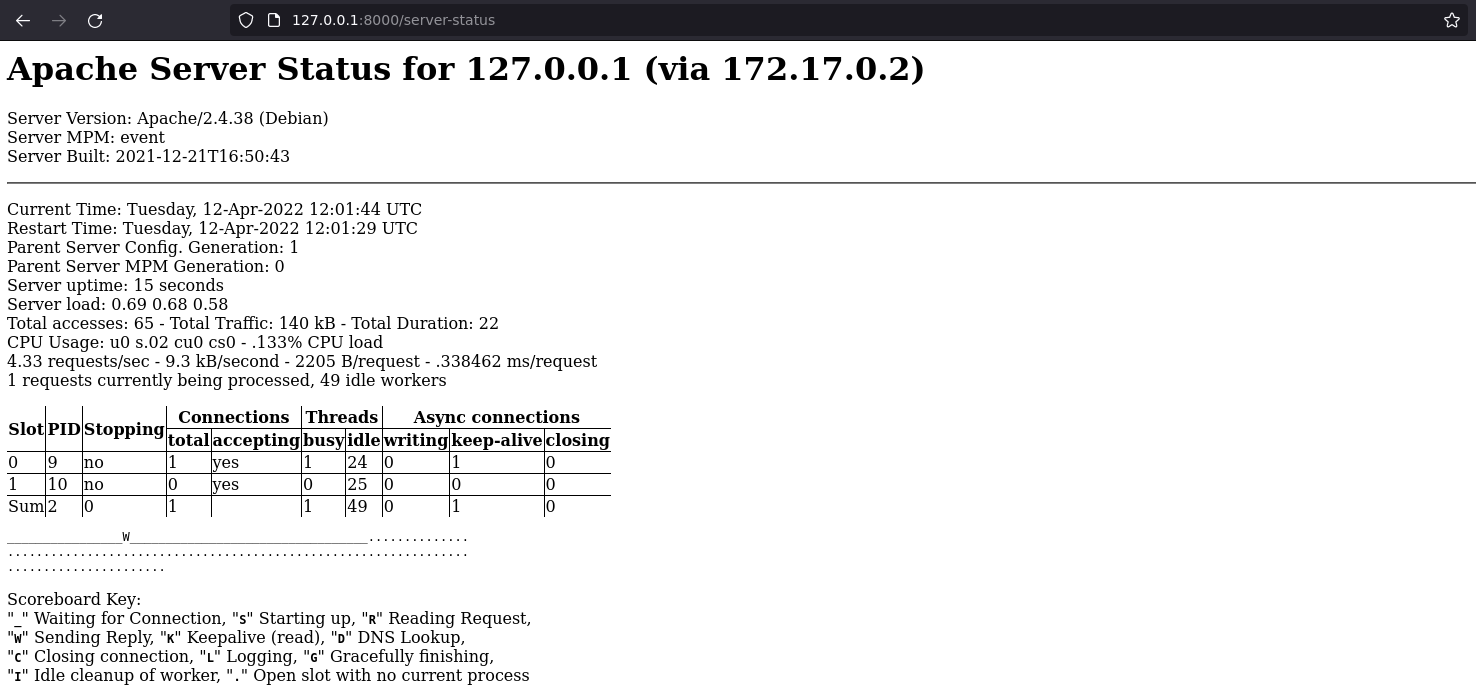 127.0.0.1:8000/server-status
Apache Server Status for 127.0.0.1 (via 172.17.0.2)
Server Version: Apache/2.4.38 (Debian)
Server MPM: event
Server Built: 2021-12-21T16:50:43
Current Time: Tuesday, 12-Apr-2022 12:01:44 UTC
Restart Time: Tuesday, 12-Apr-2022 12:01:29 UTC
Parent Server Config. Generation: 1
Parent Server MPM Generation: 0
Server uptime: 15 seconds
Server load: 0.69 0.68 0.58
Total accesses: 65 - Total Traffic: 140 kB - Total Duration: 22
CPU Usage: u0 s.02 cu0 cs0 - .133% CPU load
4.33 requests/sec - 9.3 kB/second - 2205 B/request - .338462 ms/request
1 requests currently being processed, 49 idle workers
Slot PID Stopping Connections Threads Async connections
total accepting busy idle writing keep-alive closing
0 9 no 1 yes 1 24 0 1 0
1 10 no 0 yes 0 25 0 0 0
Sum 2 0 1 1 49 0 1 0
________________W_________________________________..............
................................................................
......................
Scoreboard Key:
"_" Waiting for Connection, "S" Starting up, "R" Reading Request,
"W" Sending Reply, "K" Keepalive (read), "D" DNS Lookup,
"C" Closing connection, "L" Logging, "G" Gracefully finishing,
"I" Idle cleanup of worker, "." Open slot with no current process